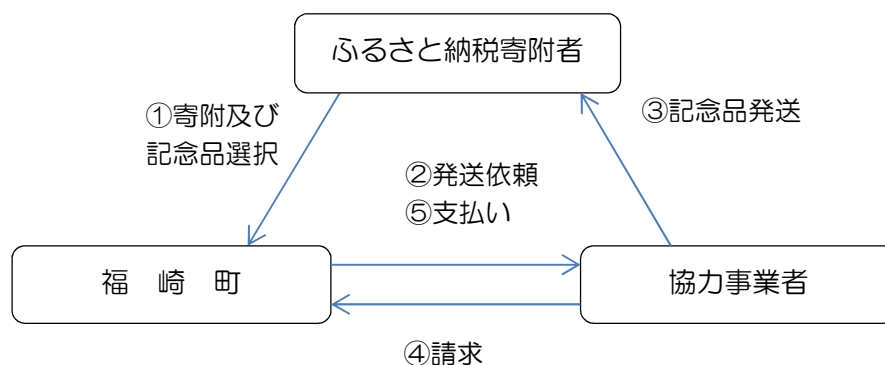 ふるさと納税寄附者
①寄附及び
記念品選択
③記念品発送
②発送依頼
⑤支払い
福　崎　町
協力事業者
④請求